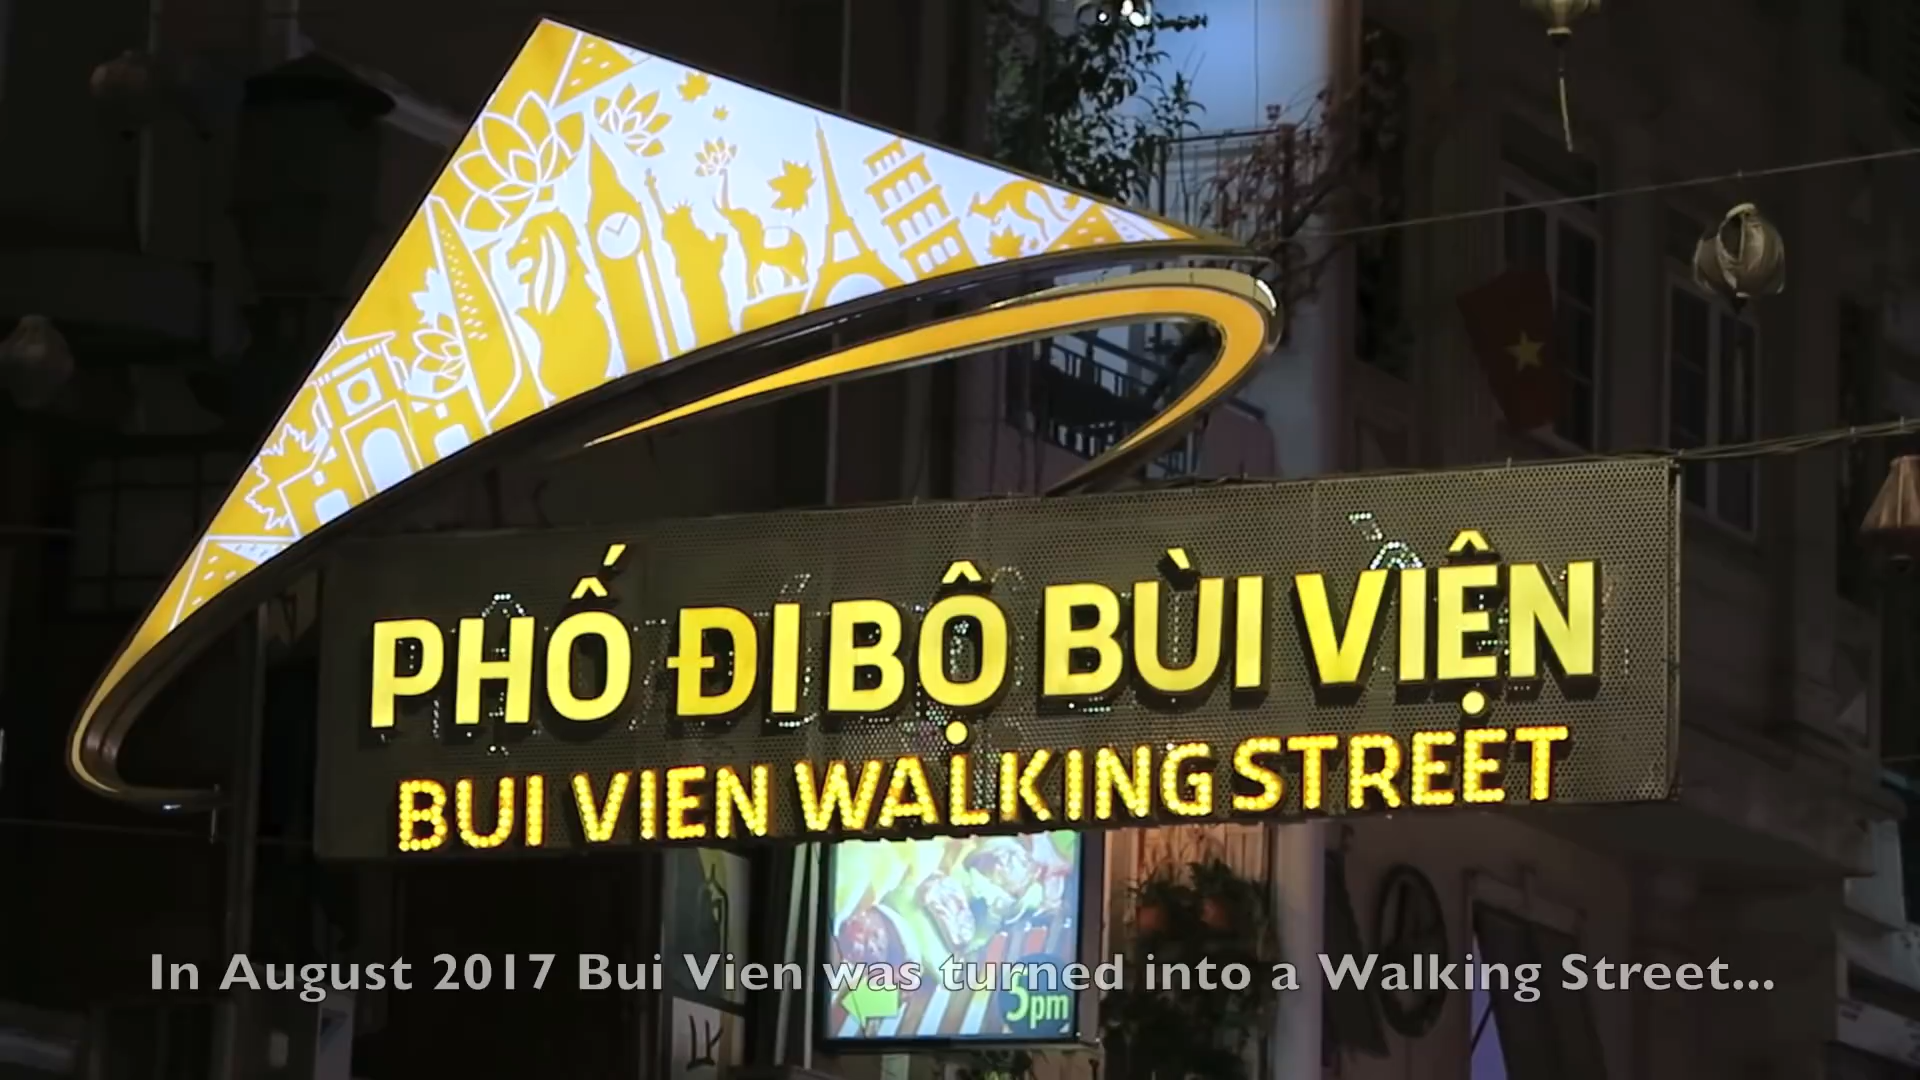 PHỐ ĐI BỘ BÙI VIỆN
BUI VIEN WALKING STREET
In August 2017 Bui Vien was turned into a Walking Street...
5pm